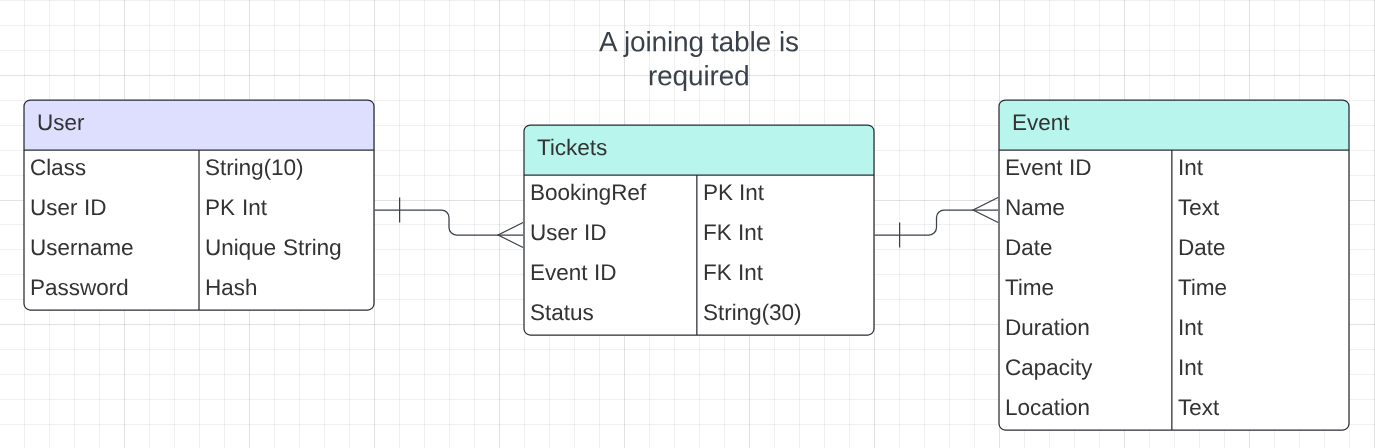 A joining table is
required
User
Class String(10)
User ID PK Int
Username Unique String
Password Hash
Tickets
BookingRef PK Int
User ID FK Int
Event ID FK Int
Status String(30)
Event
Event ID Int
Name Text
Date Date
Time Time
Duration Int
Capacity Int
Location Text